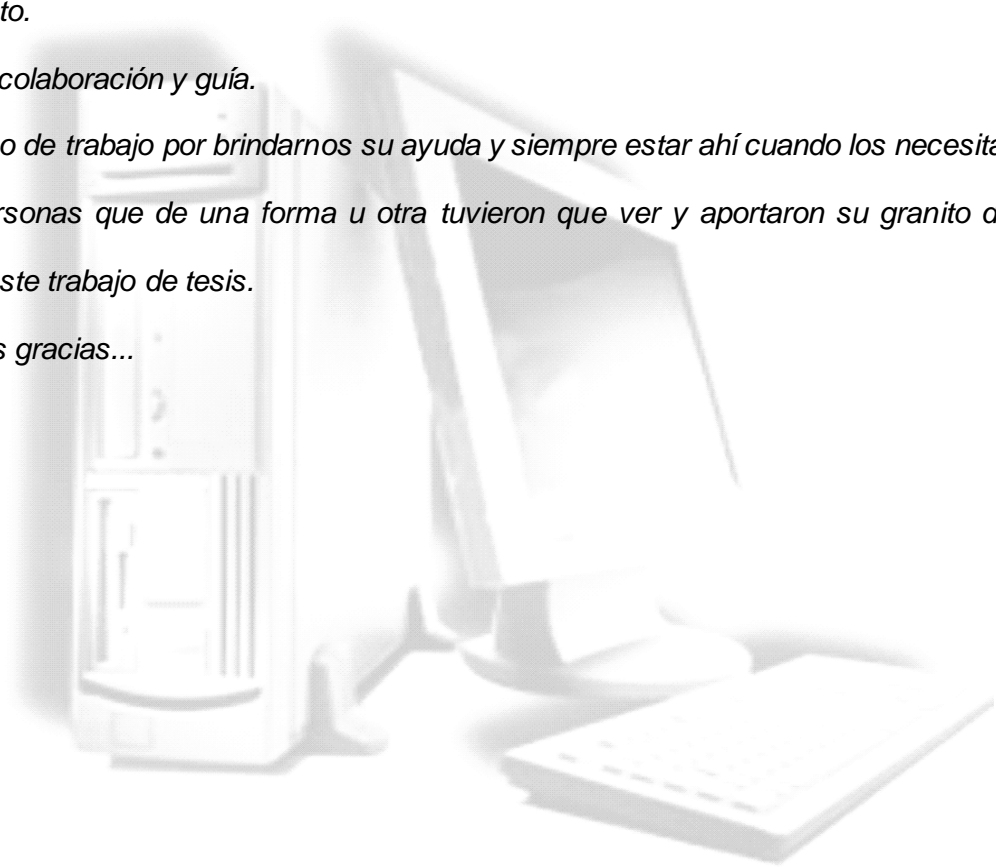 to.
colaboración y guía.
o de trabajo por brindarnos su ayuda y siempre estar ahí cuando los necesita
rsonas que de una forma u otra tuvieron que ver y aportaron su granito d
ste trabajo de tesis.
s gracias...